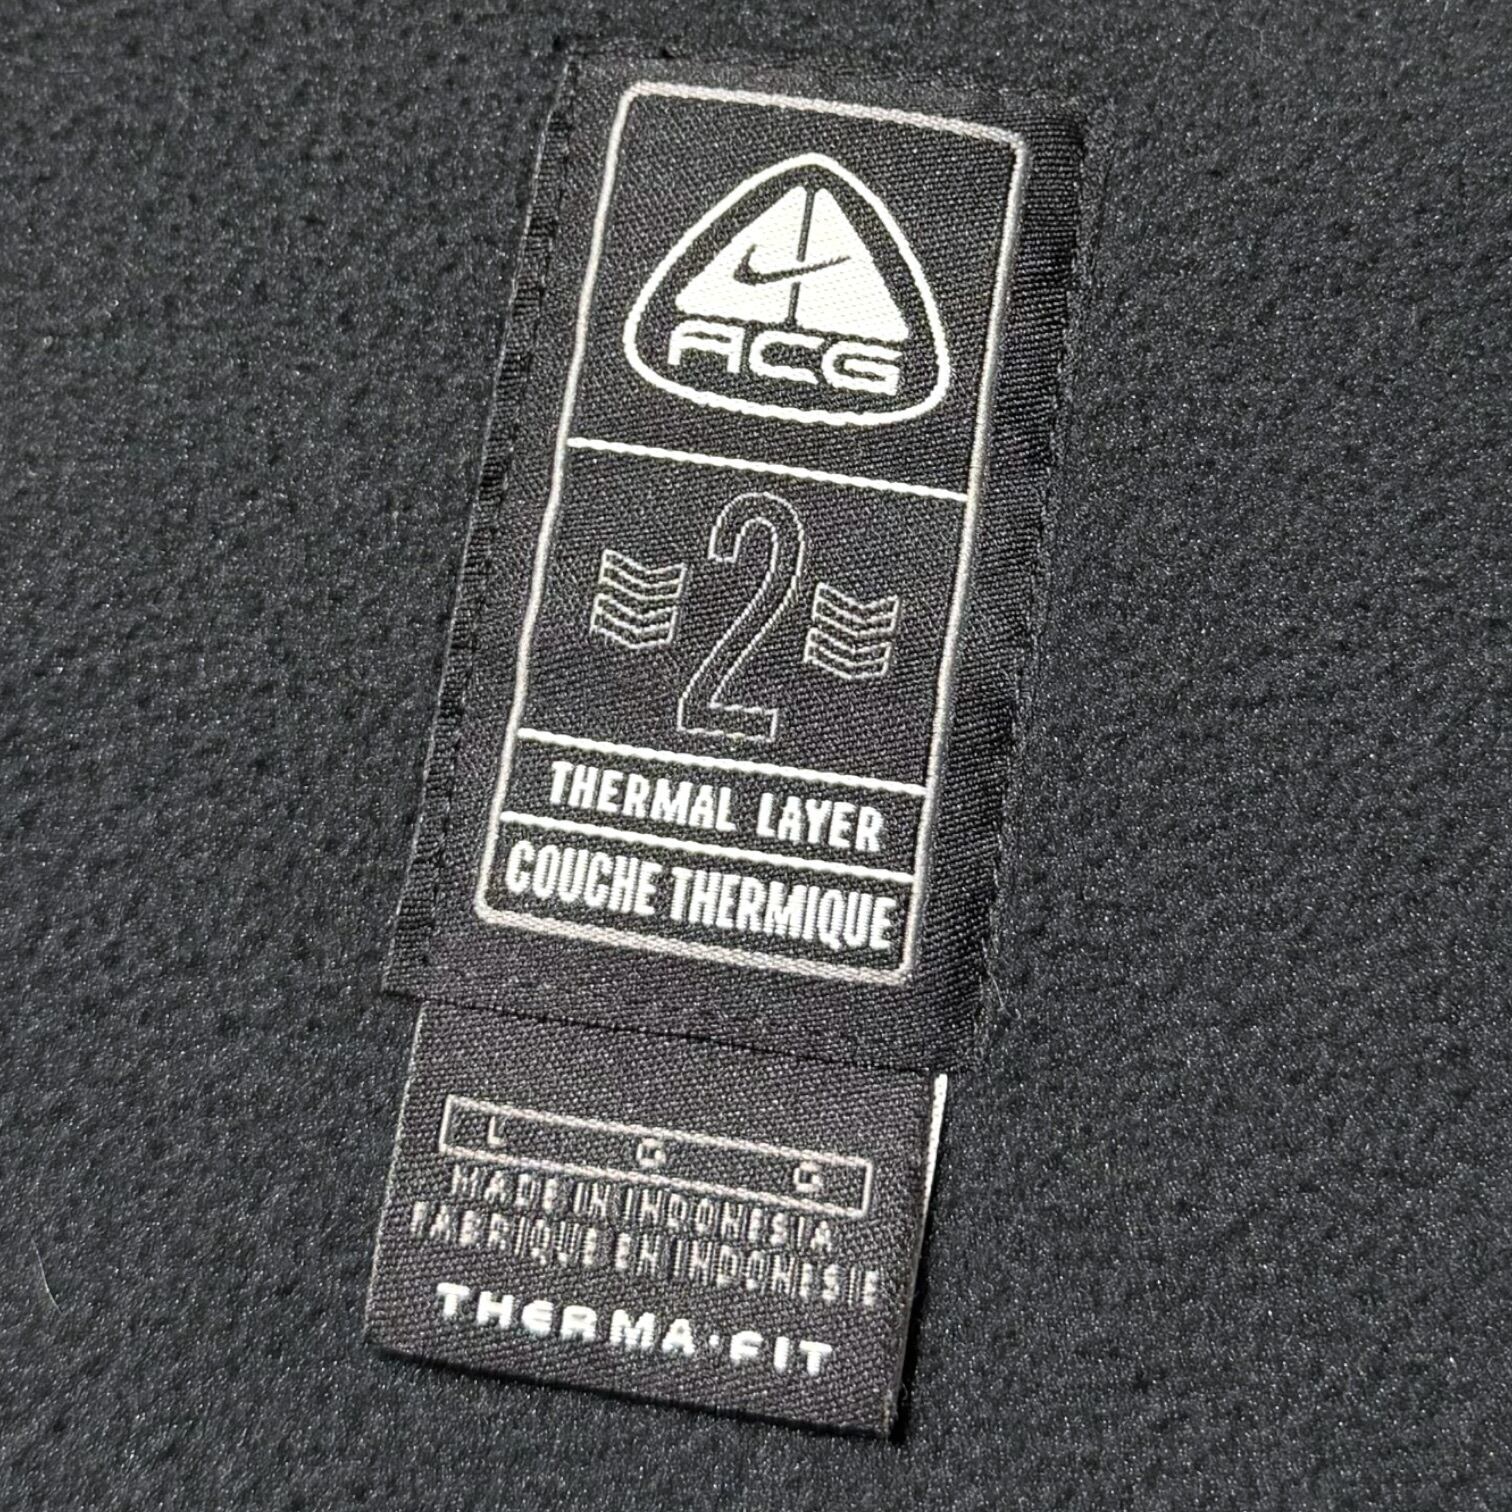 ACG
2
THERMAL LAYER
COUCHE THERMIQUE
L G G
MADE IN INDONESIA
FABRIQUE EN INDONESIE
THERMA·FIT